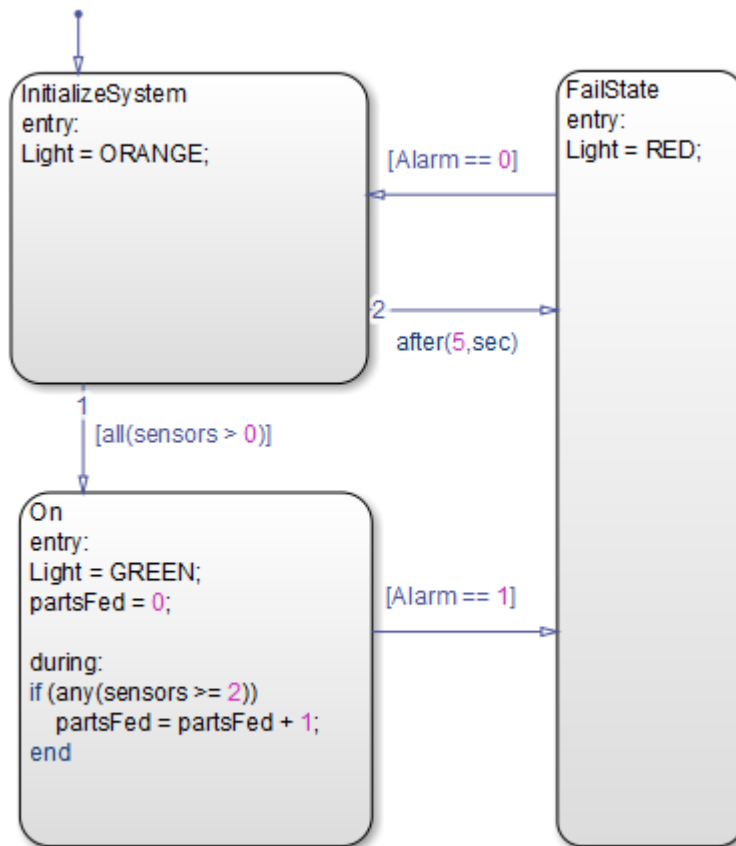 InitializeSystem
entry:
Light = ORANGE;
FailState
entry:
Light = RED;
[Alarm == 0]
2
after(5,sec)
1
[all(sensors > 0)]
On
entry:
Light = GREEN;
partsFed = 0;
during:
if (any(sensors >= 2))
partsFed = partsFed + 1;
end
[Alarm == 1]